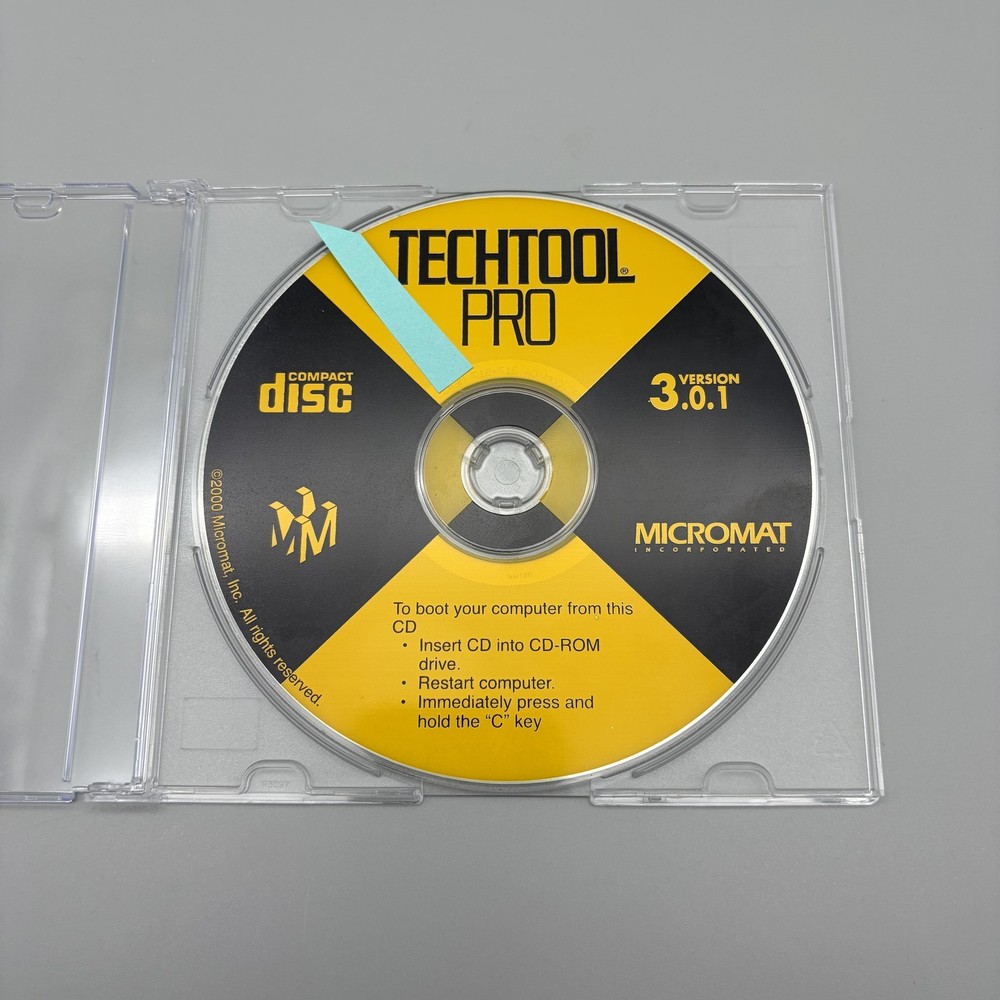 TECHTOOL®
PRO
COMPACT
disc
3 VERSION
.0.1
©2000 Micromat, Inc. All rights reserved.
MM
MICROMAT
INCORPORATED
To boot your computer from this
CD
• Insert CD into CD-ROM
drive.
• Restart computer.
• Immediately press and
hold the “C” key